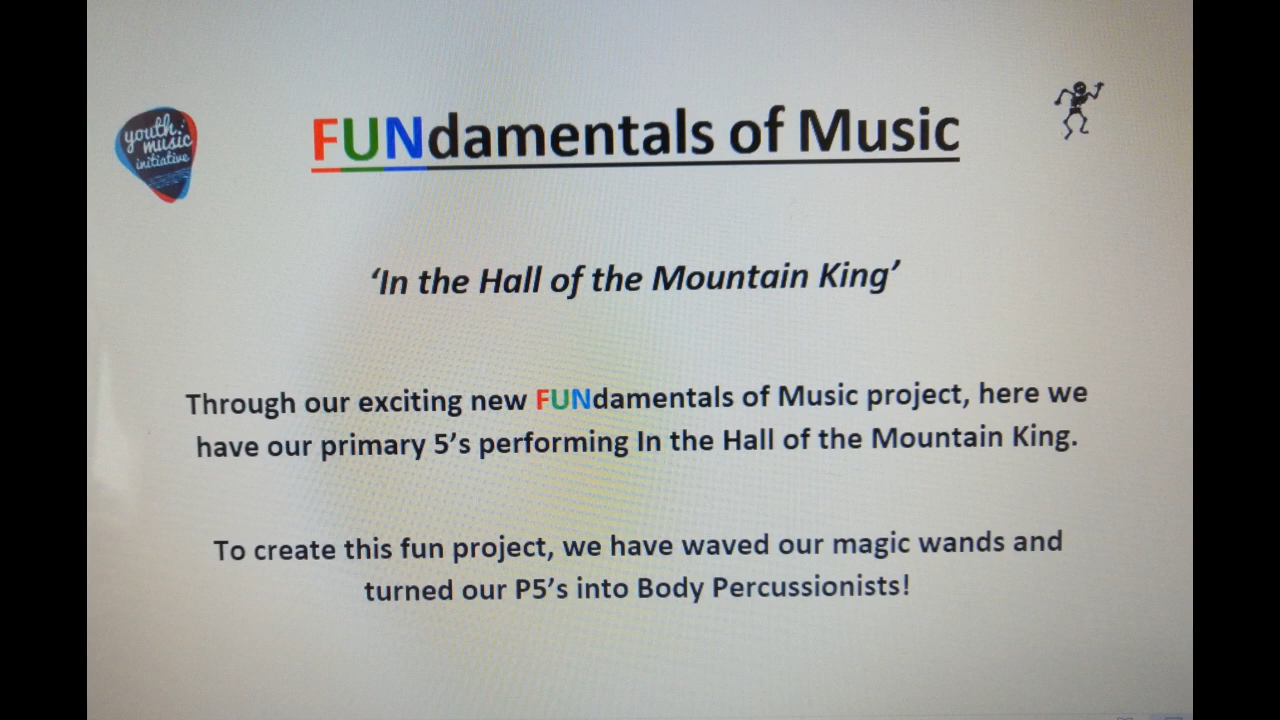 youth
music
initiative
FUNdamentals of Music
‘In the Hall of the Mountain King’
Through our exciting new FUNdamentals of Music project, here we
have our primary 5’s performing In the Hall of the Mountain King.
To create this fun project, we have waved our magic wands and
turned our P5’s into Body Percussionists!